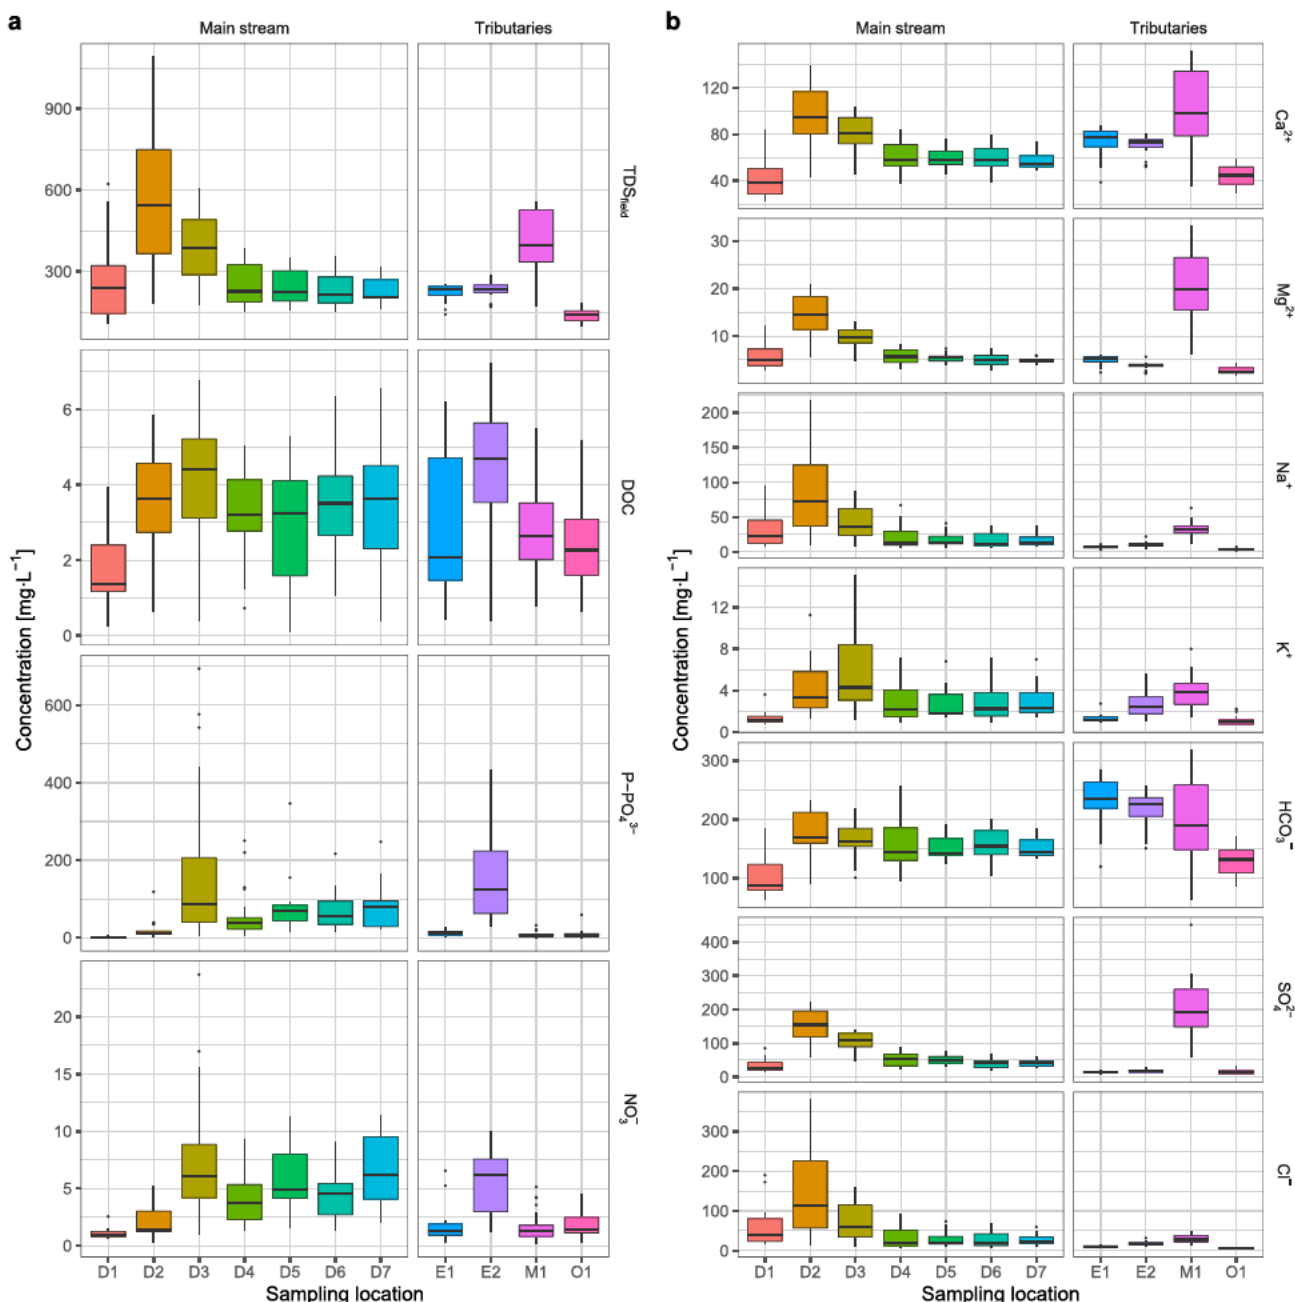 a
Main stream
Tributaries
900
600
300
TDSfield
6
4
2
0
DOC
600
400
200
0
P−PO₄³⁻
20
15
10
5
0
NO₃⁻
Concentration [mg·L⁻¹]
D1 D2 D3 D4 D5 D6 D7
E1 E2 M1 O1
Sampling location
b
Main stream
Tributaries
120
80
40
Ca²⁺
30
20
10
Mg²⁺
200
150
100
50
0
Na⁺
12
8
4
0
K⁺
300
200
100
HCO₃⁻
400
300
200
100
0
SO₄²⁻
300
200
100
0
Cl⁻
Concentration [mg·L⁻¹]
D1 D2 D3 D4 D5 D6 D7
E1 E2 M1 O1
Sampling location